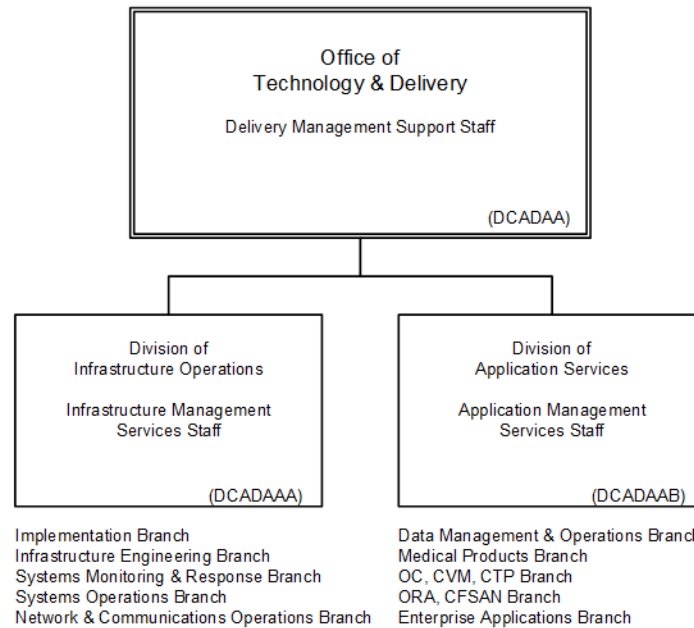 Office of
Technology & Delivery
Delivery Management Support Staff
(DCADAA)
Division of
Infrastructure Operations
Infrastructure Management
Services Staff
(DCADAAA)
Implementation Branch
Infrastructure Engineering Branch
Systems Monitoring & Response Branch
Systems Operations Branch
Network & Communications Operations Branch
Division of
Application Services
Application Management
Services Staff
(DCADAAB)
Data Management & Operations Branch
Medical Products Branch
OC, CVM, CTP Branch
ORA, CFSAN Branch
Enterprise Applications Branch